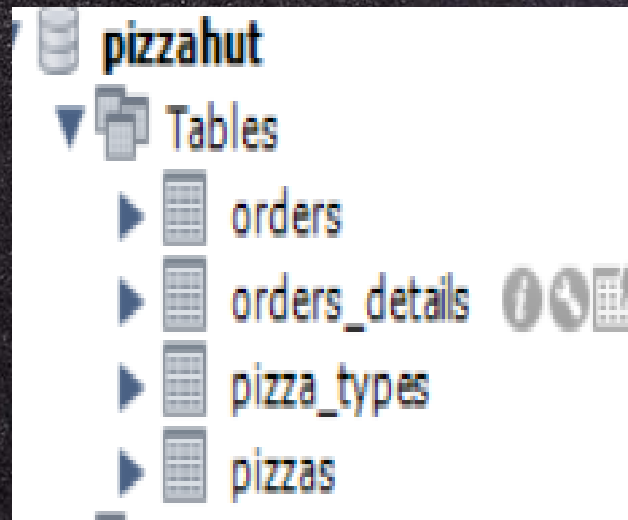 pizzahut
Tables
orders
orders_details
pizza_types
pizzas